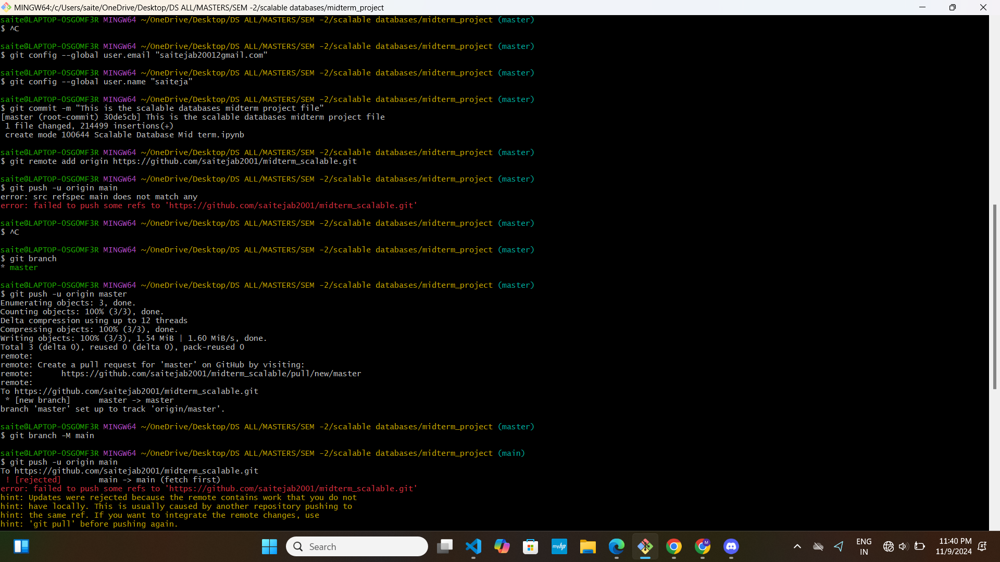 MINGW64:/c/Users/saite/OneDrive/Desktop/DS ALL/MASTERS/SEM -2/scalable databases/midterm_project
saite@LAPTOP-OSGOMF3R MINGW64 ~/OneDrive/Desktop/DS ALL/MASTERS/SEM -2/scalable databases/midterm_project (master)
$ ^C
saite@LAPTOP-OSGOMF3R MINGW64 ~/OneDrive/Desktop/DS ALL/MASTERS/SEM -2/scalable databases/midterm_project (master)
$ git config --global user.email "saitejab20012gmail.com"
saite@LAPTOP-OSGOMF3R MINGW64 ~/OneDrive/Desktop/DS ALL/MASTERS/SEM -2/scalable databases/midterm_project (master)
$ git config --global user.name "saiteja"
saite@LAPTOP-OSGOMF3R MINGW64 ~/OneDrive/Desktop/DS ALL/MASTERS/SEM -2/scalable databases/midterm_project (master)
$ git commit -m "This is the scalable databases midterm project file"
[master (root-commit) 30de5cb] This is the scalable databases midterm project file
 1 file changed, 214499 insertions(+)
 create mode 100644 Scalable Database Mid term.ipynb
saite@LAPTOP-OSGOMF3R MINGW64 ~/OneDrive/Desktop/DS ALL/MASTERS/SEM -2/scalable databases/midterm_project (master)
$ git remote add origin https://github.com/saitejab2001/midterm_scalable.git
saite@LAPTOP-OSGOMF3R MINGW64 ~/OneDrive/Desktop/DS ALL/MASTERS/SEM -2/scalable databases/midterm_project (master)
$ git push -u origin main
error: src refspec main does not match any
error: failed to push some refs to 'https://github.com/saitejab2001/midterm_scalable.git'
saite@LAPTOP-OSGOMF3R MINGW64 ~/OneDrive/Desktop/DS ALL/MASTERS/SEM -2/scalable databases/midterm_project (master)
$ ^C
saite@LAPTOP-OSGOMF3R MINGW64 ~/OneDrive/Desktop/DS ALL/MASTERS/SEM -2/scalable databases/midterm_project (master)
$ git branch
* master
saite@LAPTOP-OSGOMF3R MINGW64 ~/OneDrive/Desktop/DS ALL/MASTERS/SEM -2/scalable databases/midterm_project (master)
$ git push -u origin master
Enumerating objects: 3, done.
Counting objects: 100% (3/3), done.
Delta compression using up to 12 threads
Compressing objects: 100% (3/3), done.
Writing objects: 100% (3/3), 1.54 MiB | 1.60 MiB/s, done.
Total 3 (delta 0), reused 0 (delta 0), pack-reused 0
remote:
remote: Create a pull request for 'master' on GitHub by visiting:
remote:      https://github.com/saitejab2001/midterm_scalable/pull/new/master
remote:
To https://github.com/saitejab2001/midterm_scalable.git
 * [new branch]      master -> master
branch 'master' set up to track 'origin/master'.
saite@LAPTOP-OSGOMF3R MINGW64 ~/OneDrive/Desktop/DS ALL/MASTERS/SEM -2/scalable databases/midterm_project (master)
$ git branch -M main
saite@LAPTOP-OSGOMF3R MINGW64 ~/OneDrive/Desktop/DS ALL/MASTERS/SEM -2/scalable databases/midterm_project (main)
$ git push -u origin main
To https://github.com/saitejab2001/midterm_scalable.git
 ! [rejected]        main -> main (fetch first)
error: failed to push some refs to 'https://github.com/saitejab2001/midterm_scalable.git'
hint: Updates were rejected because the remote contains work that you do not
hint: have locally. This is usually caused by another repository pushing to
hint: the same ref. If you want to integrate the remote changes, use
hint: 'git pull' before pushing again.
Search
myhp
M
ENG
IN
11:40 PM
11/9/2024